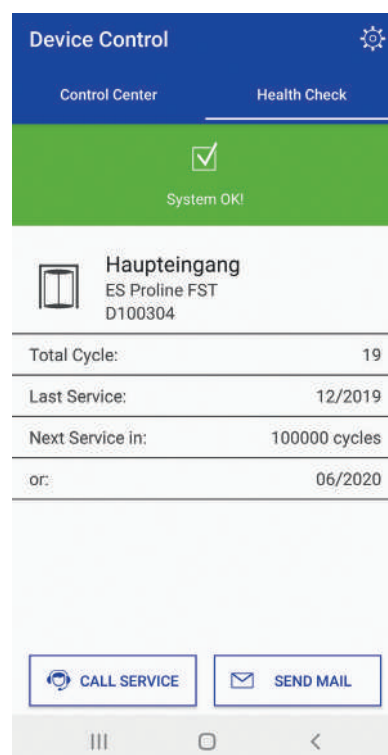 Device Control
Control Center Health Check
System OK!
Haupteingang
ES Proline FST
D100304
Total Cycle: 19
Last Service: 12/2019
Next Service in: 100000 cycles
or: 06/2020
CALL SERVICE SEND MAIL